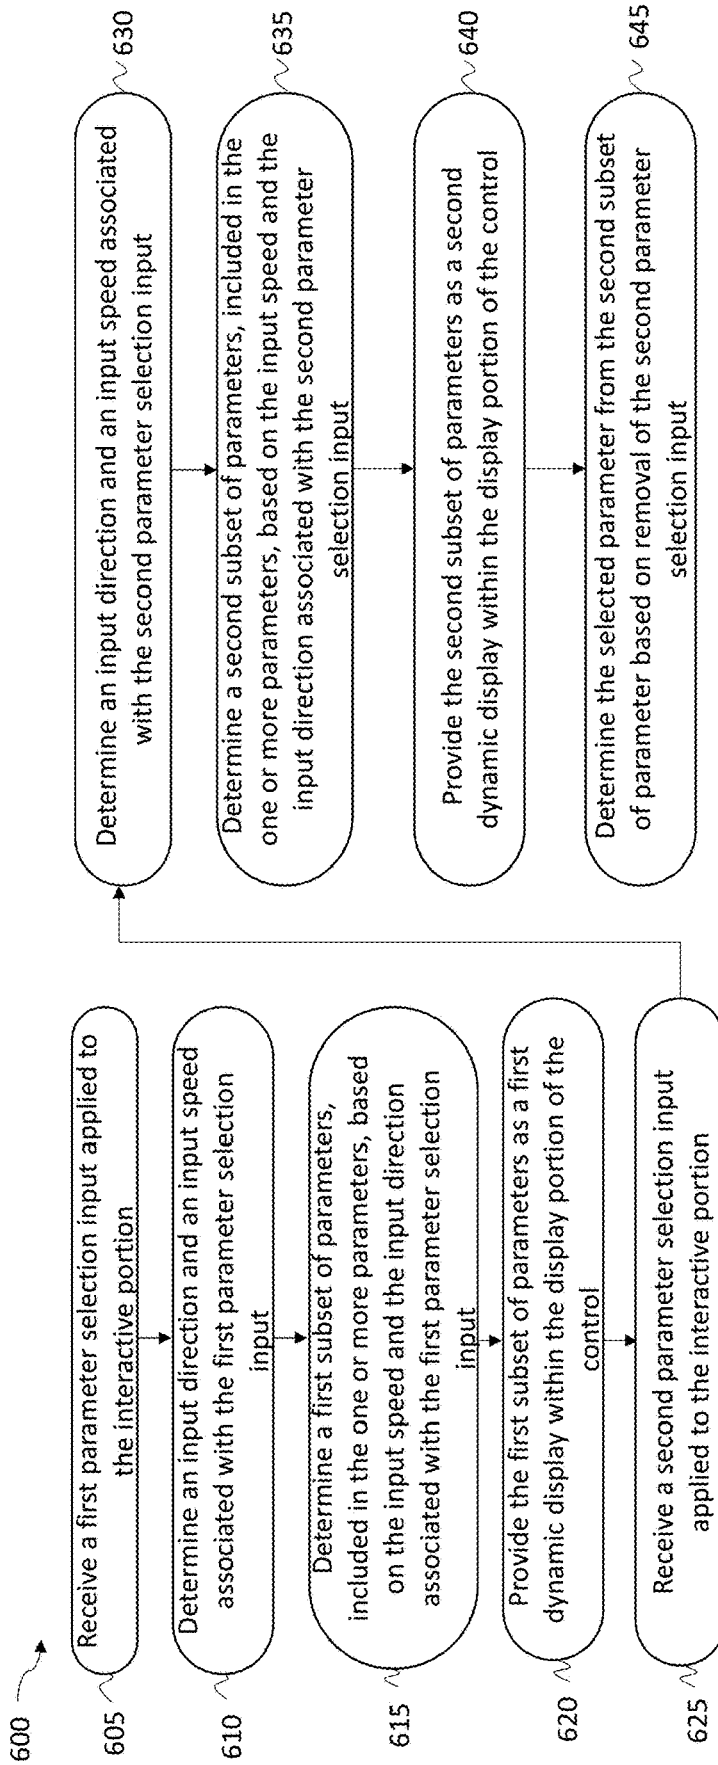 600
605
Receive a first parameter selection input applied to
the interactive portion
610
Determine an input direction and an input speed
associated with the first parameter selection
input
615
Determine a first subset of parameters,
included in the one or more parameters, based
on the input speed and the input direction
associated with the first parameter selection
input
620
Provide the first subset of parameters as a first
dynamic display within the display portion of the
control
625
Receive a second parameter selection input
applied to the interactive portion
Determine an input direction and an input speed associated
with the second parameter selection input
630
Determine a second subset of parameters, included in the
one or more parameters, based on the input speed and the
input direction associated with the second parameter
selection input
635
Provide the second subset of parameters as a second
dynamic display within the display portion of the control
640
Determine the selected parameter from the second subset
of parameter based on removal of the second parameter
selection input
645